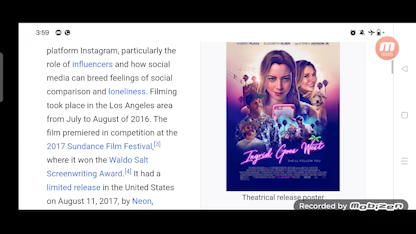 3:59
platform Instagram, particularly the
role of influencers and how social
media can breed feelings of social
comparison and loneliness. Filming
took place in the Los Angeles area
from July to August of 2016. The
film premiered in competition at the
2017 Sundance Film Festival,[3]
where it won the Waldo Salt
Screenwriting Award.[4] It had a
limited release in the United States
on August 11, 2017, by Neon,
Ingrid Goes West
SHE'LL FOLLOW YOU
Theatrical release poster
Recorded by MOBIZEN